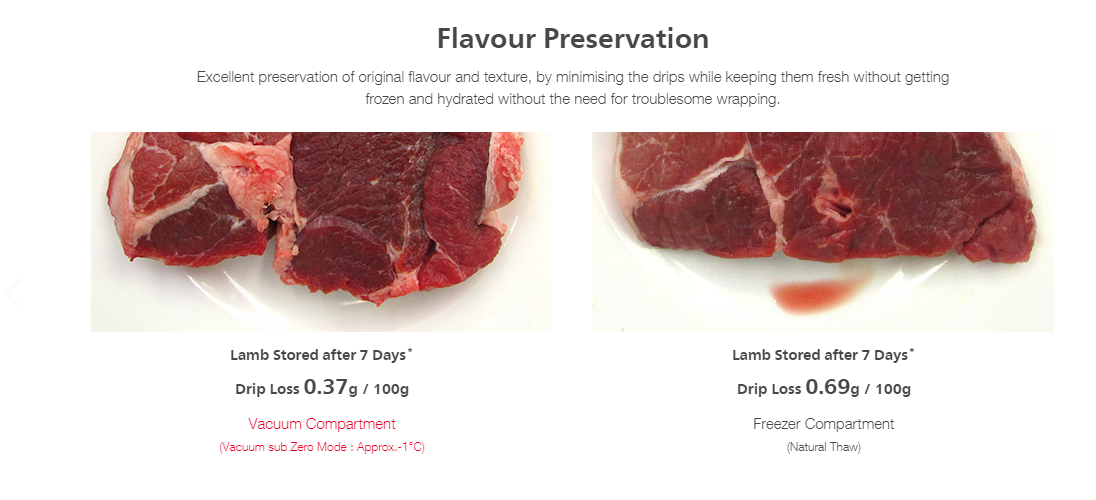 Flavour Preservation
Excellent preservation of original flavour and texture, by minimising the drips while keeping them fresh without getting
frozen and hydrated without the need for troublesome wrapping.
Lamb Stored after 7 Days*
Drip Loss 0.37g / 100g
Vacuum Compartment
(Vacuum sub Zero Mode : Approx.-1°C)
Lamb Stored after 7 Days*
Drip Loss 0.69g / 100g
Freezer Compartment
(Natural Thaw)